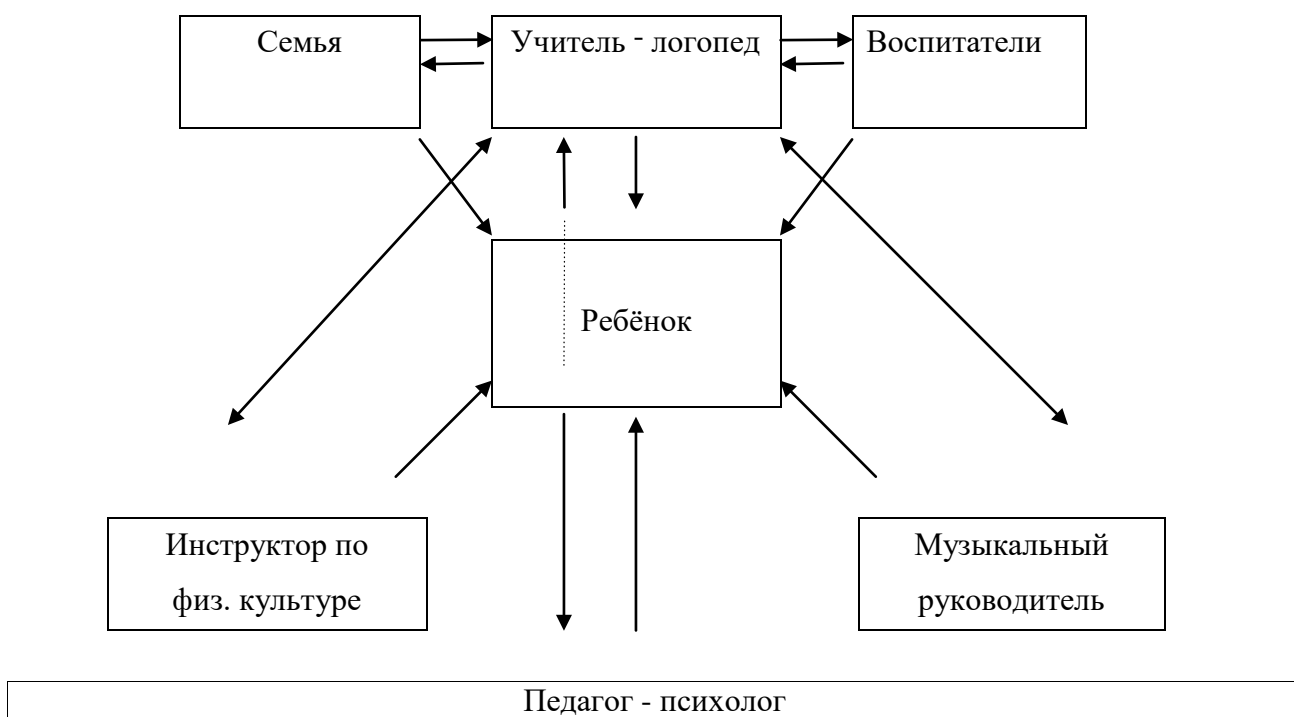 Семья
Учитель - логопед
Воспитатели
Ребёнок
Инструктор по
физ. культуре
Музыкальный
руководитель
Педагог - психолог